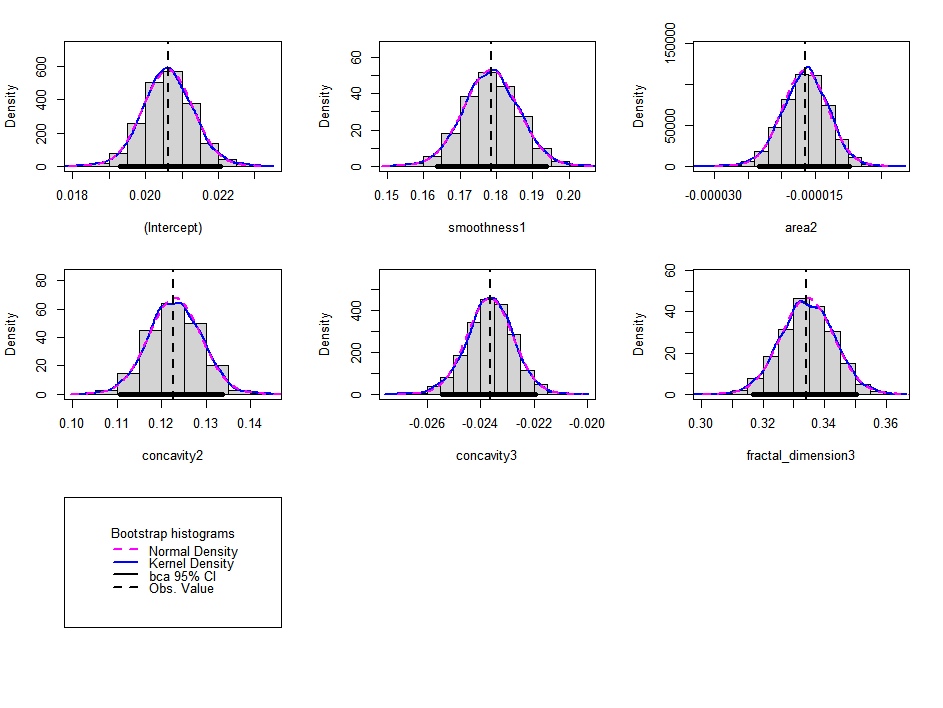 Density
0 200 400 600
0.018 0.020 0.022
(Intercept)
Density
0 20 40 60
0.15 0.16 0.17 0.18 0.19 0.20
smoothness1
Density
0 50000 150000
-0.000030 -0.000015
area2
Density
0 20 40 60 80
0.10 0.11 0.12 0.13 0.14
concavity2
Density
0 200 400
-0.026 -0.024 -0.022 -0.020
concavity3
Density
0 20 40 60
0.30 0.32 0.34 0.36
fractal_dimension3
Bootstrap histograms
Normal Density
Kernel Density
bca 95% CI
Obs. Value